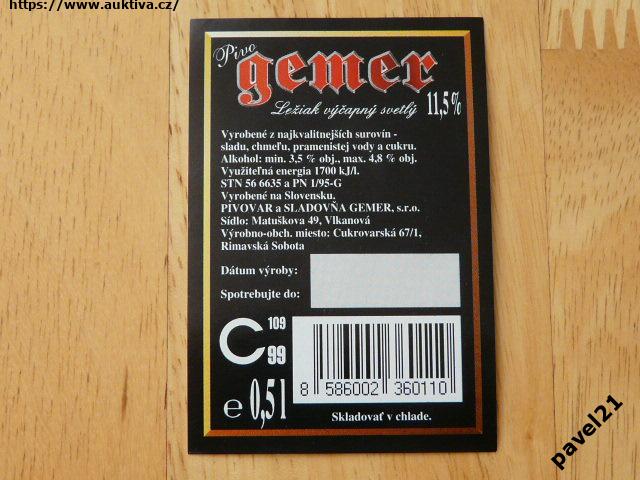 https://www.auktiva.cz/
Pivo
gemer
Ležiak výčapný svetlý 11,5%
Vyrobené z najkvalitnejších surovín -
sladu, chmeľu, pramenistej vody a cukru.
Alkohol: min. 3,5 % obj., max. 4,8 % obj.
Využiteľná energia 1700 kJ/l.
STN 56 6635 a PN 1/95-G
Vyrobené na Slovensku,
PIVOVAR a SLADOVŇA GEMER, s.r.o.
Sídlo: Matuškova 49, Vlkanová
Výrobno-obch. miesto: Cukrovarská 67/1,
Rimavská Sobota
Dátum výroby:
Spotrebujte do:
C 109
99
8 586002 360110
e 0,5 l
Skladovať v chlade.
pavel21